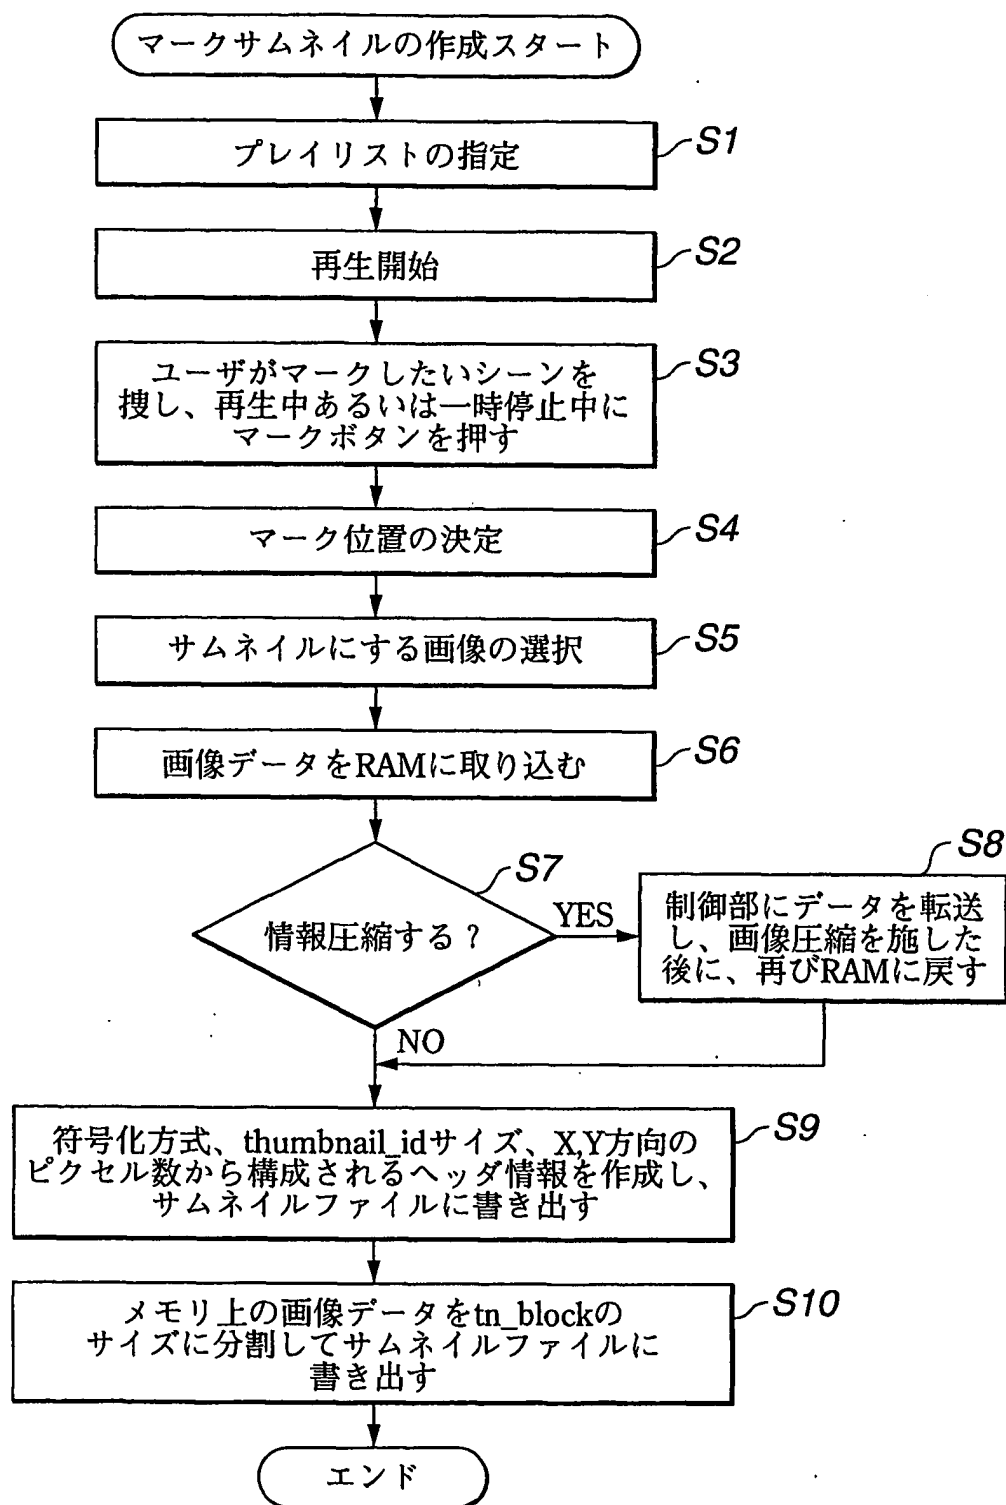 マークサムネイルの作成スタート
プレイリストの指定
S1
再生開始
S2
ユーザがマークしたいシーンを
捜し、再生中あるいは一時停止中に
マークボタンを押す
S3
マーク位置の決定
S4
サムネイルにする画像の選択
S5
画像データをRAMに取り込む
S6
情報圧縮する?
S7
YES
制御部にデータを転送
し、画像圧縮を施した
後に、再びRAMに戻す
S8
NO
符号化方式、thumbnail_idサイズ、X,Y方向の
ピクセル数から構成されるヘッダ情報を作成し、
サムネイルファイルに書き出す
S9
メモリ上の画像データをtn_blockの
サイズに分割してサムネイルファイルに
書き出す
S10
エンド